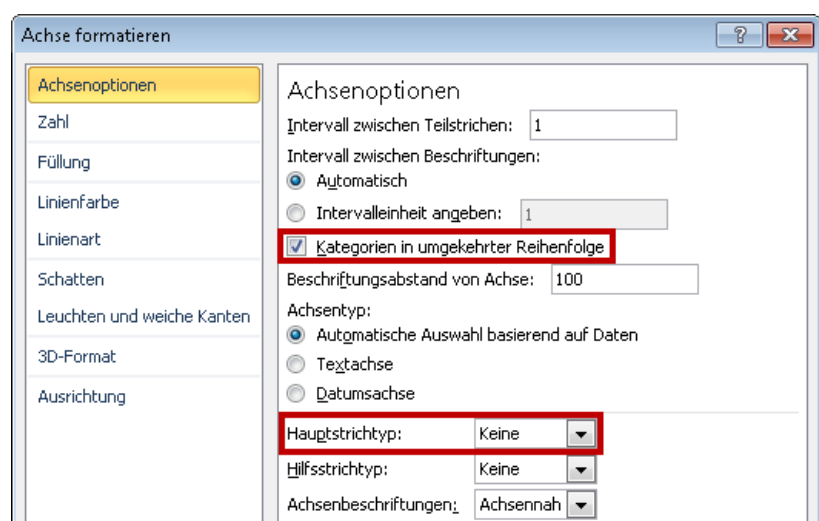 Achse formatieren
Achsenoptionen
Zahl
Füllung
Linienfarbe
Linienart
Schatten
Leuchten und weiche Kanten
3D-Format
Ausrichtung
Achsenoptionen
Intervall zwischen Teilstrichen: 1
Intervall zwischen Beschriftungen:
Automatisch
Intervalleinheit angeben: 1
Kategorien in umgekehrter Reihenfolge
Beschriftungsabstand von Achse: 100
Achsentyp:
Automatische Auswahl basierend auf Daten
Textachse
Datumsachse
Hauptstrichtyp: Keine
Hilfsstrichtyp: Keine
Achsenbeschriftungen: Achsennah